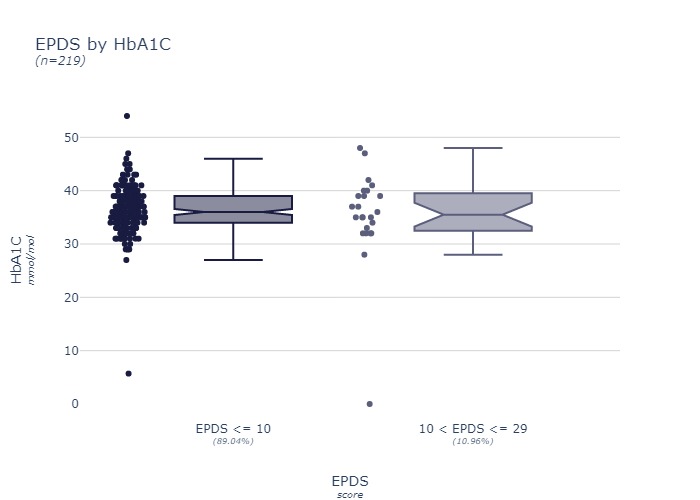 EPDS by HbA1C
(n=219)
50
40
30
20
10
0
HbA1C
mmol/mol
EPDS <= 10
(89.04%)
10 < EPDS <= 29
(10.96%)
EPDS
score